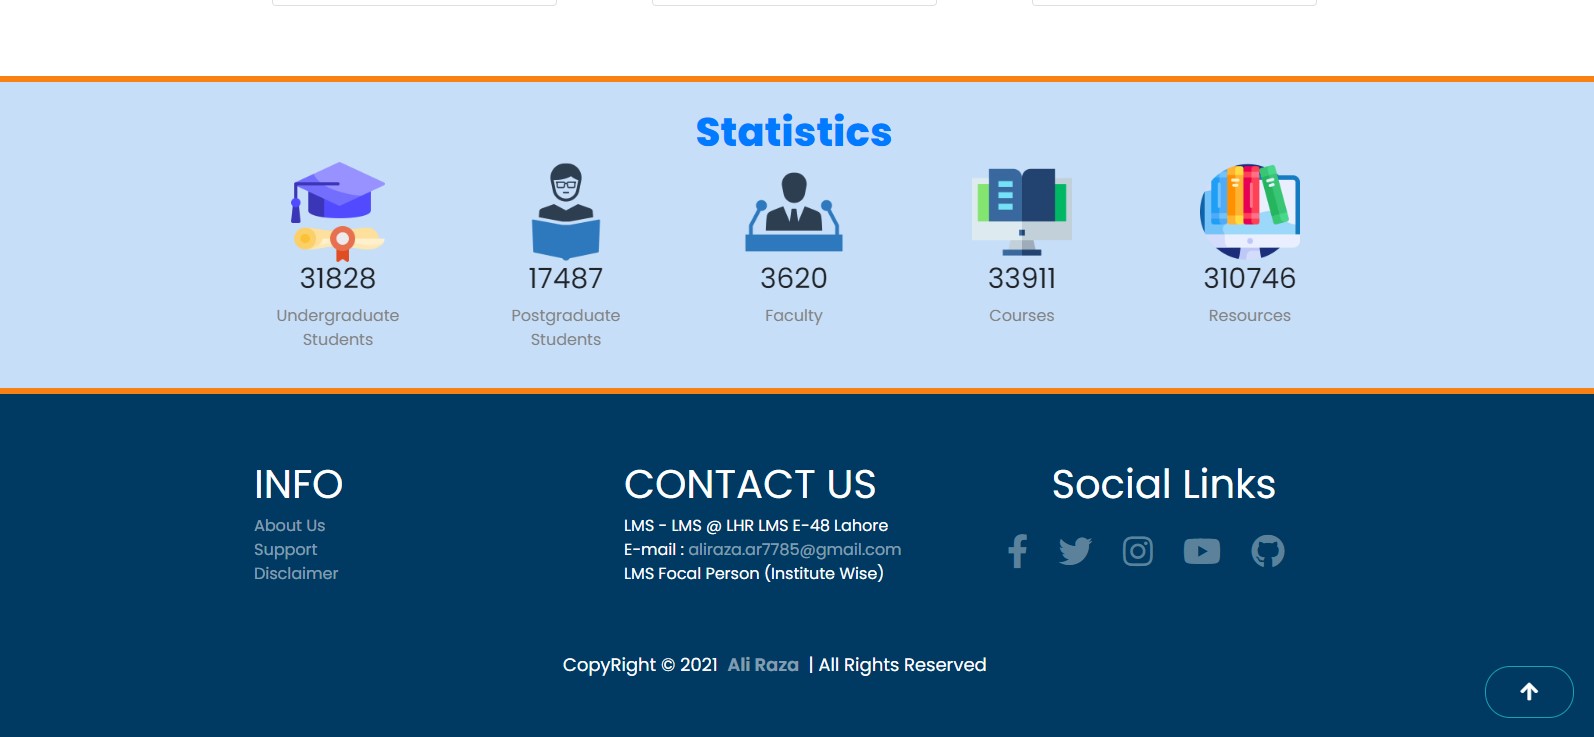 Statistics
31828
Undergraduate
Students
17487
Postgraduate
Students
3620
Faculty
33911
Courses
310746
Resources
INFO
About Us
Support
Disclaimer
CONTACT US
LMS - LMS @ LHR LMS E-48 Lahore
E-mail : aliraza.ar7785@gmail.com
LMS Focal Person (Institute Wise)
Social Links
CopyRight © 2021 Ali Raza | All Rights Reserved